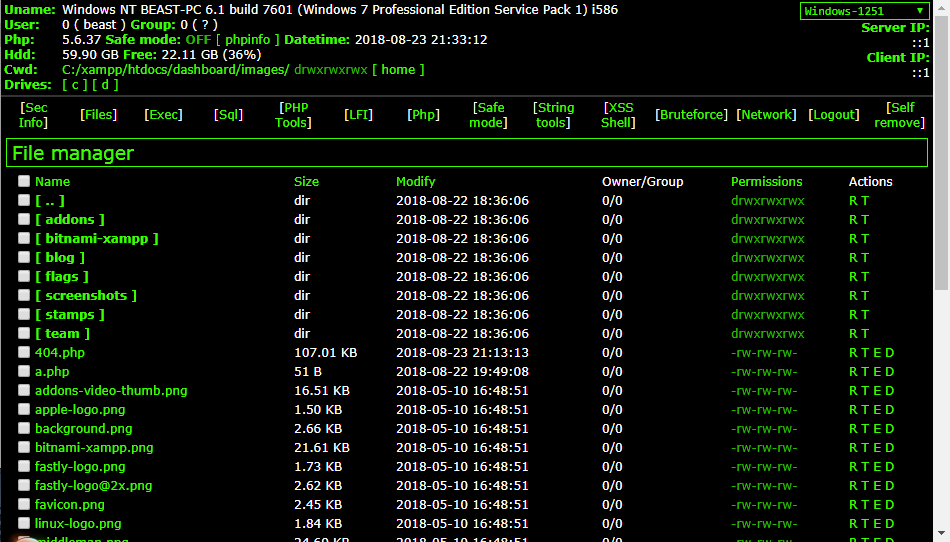 Uname: Windows NT BEAST-PC 6.1 build 7601 (Windows 7 Professional Edition Service Pack 1) i586
Windows-1251
User: 0 ( beast ) Group: 0 ( ? )
Server IP:
Php: 5.6.37 Safe mode: OFF [ phpinfo ] Datetime: 2018-08-23 21:33:12
::1
Hdd: 59.90 GB Free: 22.11 GB (36%)
Client IP:
Cwd: C:/xampp/htdocs/dashboard/images/ drwxrwxrwx [ home ]
::1
Drives: [ c ] [ d ]
[Sec Info] [Files] [Exec] [Sql] [PHP Tools] [LFI] [Php] [Safe mode] [String tools] [XSS Shell] [Bruteforce] [Network] [Logout] [Self remove]
File manager
Name Size Modify Owner/Group Permissions Actions
[ .. ] dir 2018-08-22 18:36:06 0/0 drwxrwxrwx R T
[ addons ] dir 2018-08-22 18:36:06 0/0 drwxrwxrwx R T
[ bitnami-xampp ] dir 2018-08-22 18:36:06 0/0 drwxrwxrwx R T
[ blog ] dir 2018-08-22 18:36:06 0/0 drwxrwxrwx R T
[ flags ] dir 2018-08-22 18:36:06 0/0 drwxrwxrwx R T
[ screenshots ] dir 2018-08-22 18:36:06 0/0 drwxrwxrwx R T
[ stamps ] dir 2018-08-22 18:36:06 0/0 drwxrwxrwx R T
[ team ] dir 2018-08-22 18:36:06 0/0 drwxrwxrwx R T
404.php 107.01 KB 2018-08-23 21:13:13 0/0 -rw-rw-rw- R T E D
a.php 51 B 2018-08-22 19:49:08 0/0 -rw-rw-rw- R T E D
addons-video-thumb.png 16.51 KB 2018-05-10 16:48:51 0/0 -rw-rw-rw- R T E D
apple-logo.png 1.50 KB 2018-05-10 16:48:51 0/0 -rw-rw-rw- R T E D
background.png 2.66 KB 2018-05-10 16:48:51 0/0 -rw-rw-rw- R T E D
bitnami-xampp.png 21.61 KB 2018-05-10 16:48:51 0/0 -rw-rw-rw- R T E D
fastly-logo.png 1.73 KB 2018-05-10 16:48:51 0/0 -rw-rw-rw- R T E D
fastly-logo@2x.png 2.62 KB 2018-05-10 16:48:51 0/0 -rw-rw-rw- R T E D
favicon.png 2.45 KB 2018-05-10 16:48:51 0/0 -rw-rw-rw- R T E D
linux-logo.png 1.84 KB 2018-05-10 16:48:51 0/0 -rw-rw-rw- R T E D